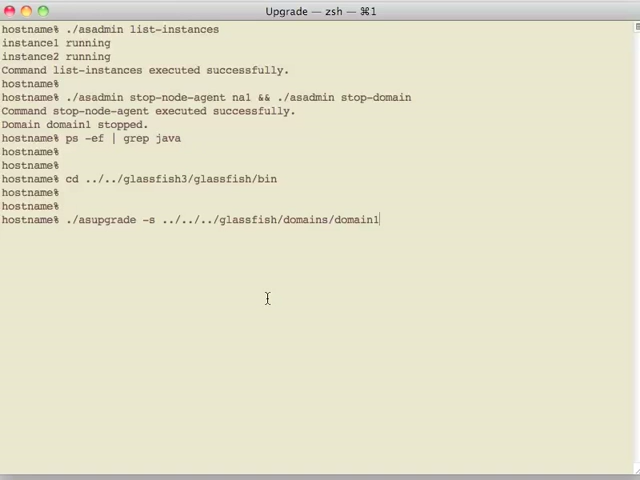 Upgrade — zsh — ⌘1
hostname% ./asadmin list-instances
instance1 running
instance2 running
Command list-instances executed successfully.
hostname%
hostname% ./asadmin stop-node-agent na1 && ./asadmin stop-domain
Command stop-node-agent executed successfully.
Domain domain1 stopped.
hostname% ps -ef | grep java
hostname%
hostname%
hostname% cd ../../glassfish3/glassfish/bin
hostname%
hostname%
hostname% ./asupgrade -s ../../../glassfish/domains/domain1